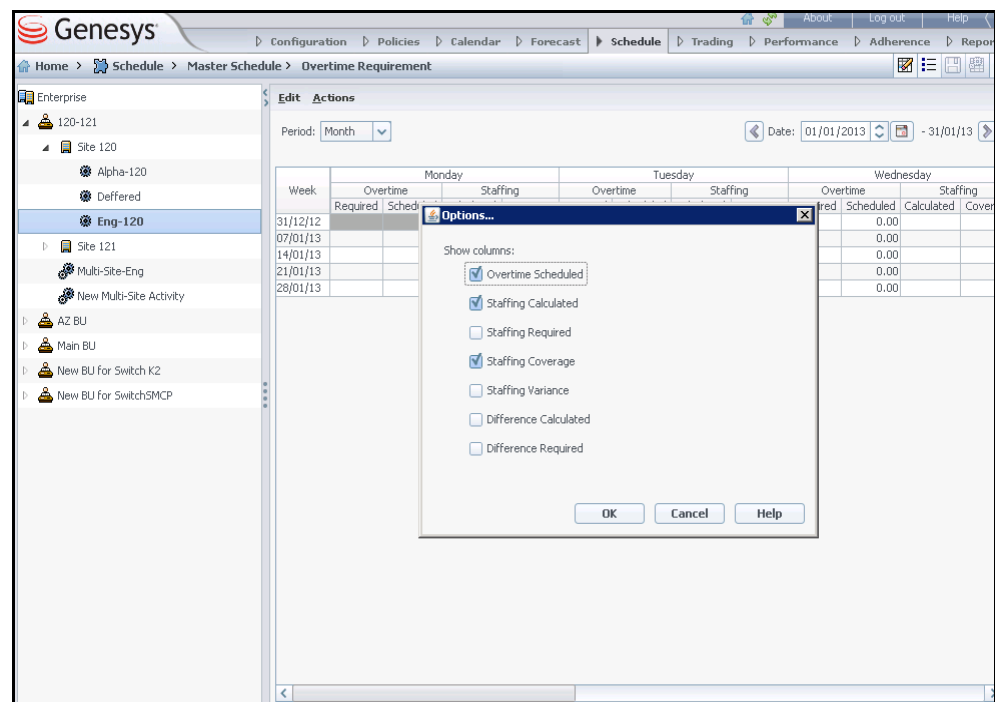 Genesys
About Log out Help
Configuration Policies Calendar Forecast Schedule Trading Performance Adherence Repor
Home > Schedule > Master Schedule > Overtime Requirement
Enterprise
120-121
Site 120
Alpha-120
Deffered
Eng-120
Site 121
Multi-Site-Eng
New Multi-Site Activity
AZ BU
Main BU
New BU for Switch K2
New BU for SwitchSMCP
Edit Actions
Period: Month
Date: 01/01/2013 - 31/01/13
Monday Tuesday Wednesday
Week Overtime Staffing Overtime Staffing Overtime Staf
Required Schedu ired Scheduled Calculated Cover
31/12/12 0.00
07/01/13 0.00
14/01/13 0.00
21/01/13 0.00
28/01/13 0.00
Options...
Show columns:
Overtime Scheduled
Staffing Calculated
Staffing Required
Staffing Coverage
Staffing Variance
Difference Calculated
Difference Required
OK Cancel Help